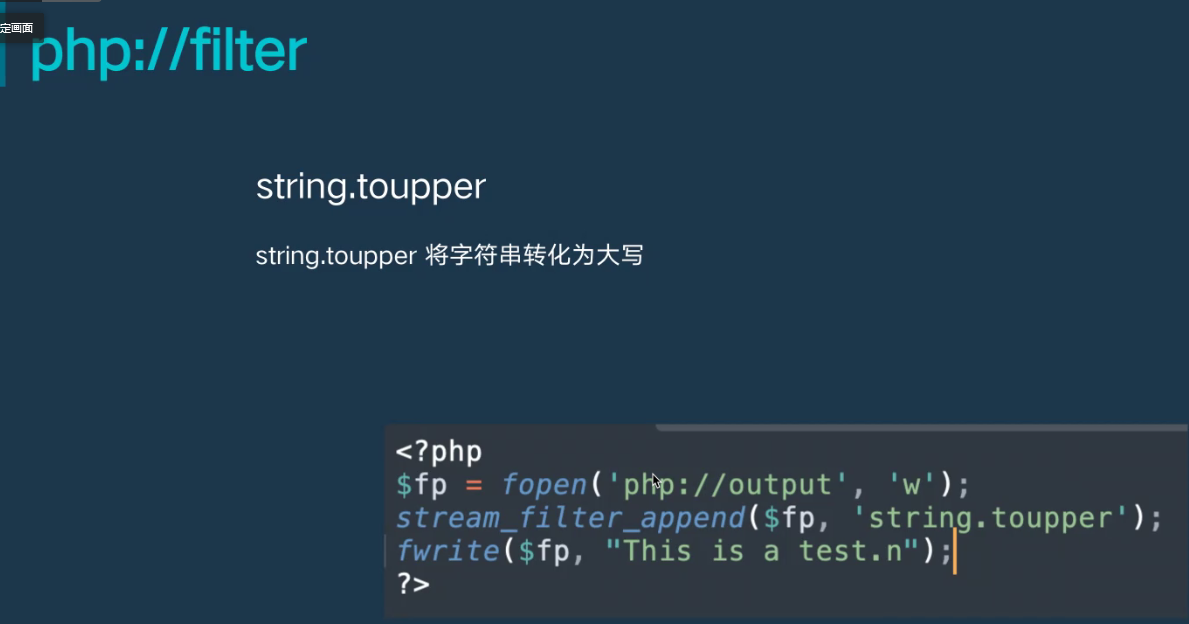 定画面
php://filter
string.toupper
string.toupper 将字符串转化为大写
<?php
$fp = fopen('php://output', 'w');
stream_filter_append($fp, 'string.toupper');
fwrite($fp, "This is a test.n");
?>